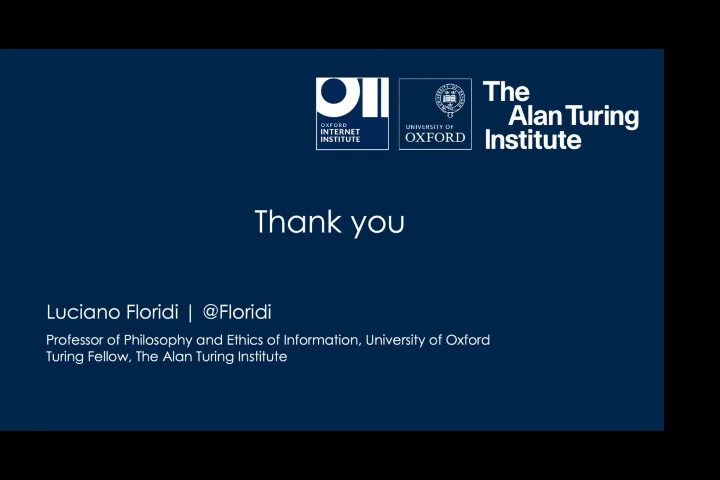 OXFORD
INTERNET
INSTITUTE
UNIVERSITY OF
OXFORD
The
Alan Turing
Institute
Thank you
Luciano Floridi | @Floridi
Professor of Philosophy and Ethics of Information, University of Oxford
Turing Fellow, The Alan Turing Institute